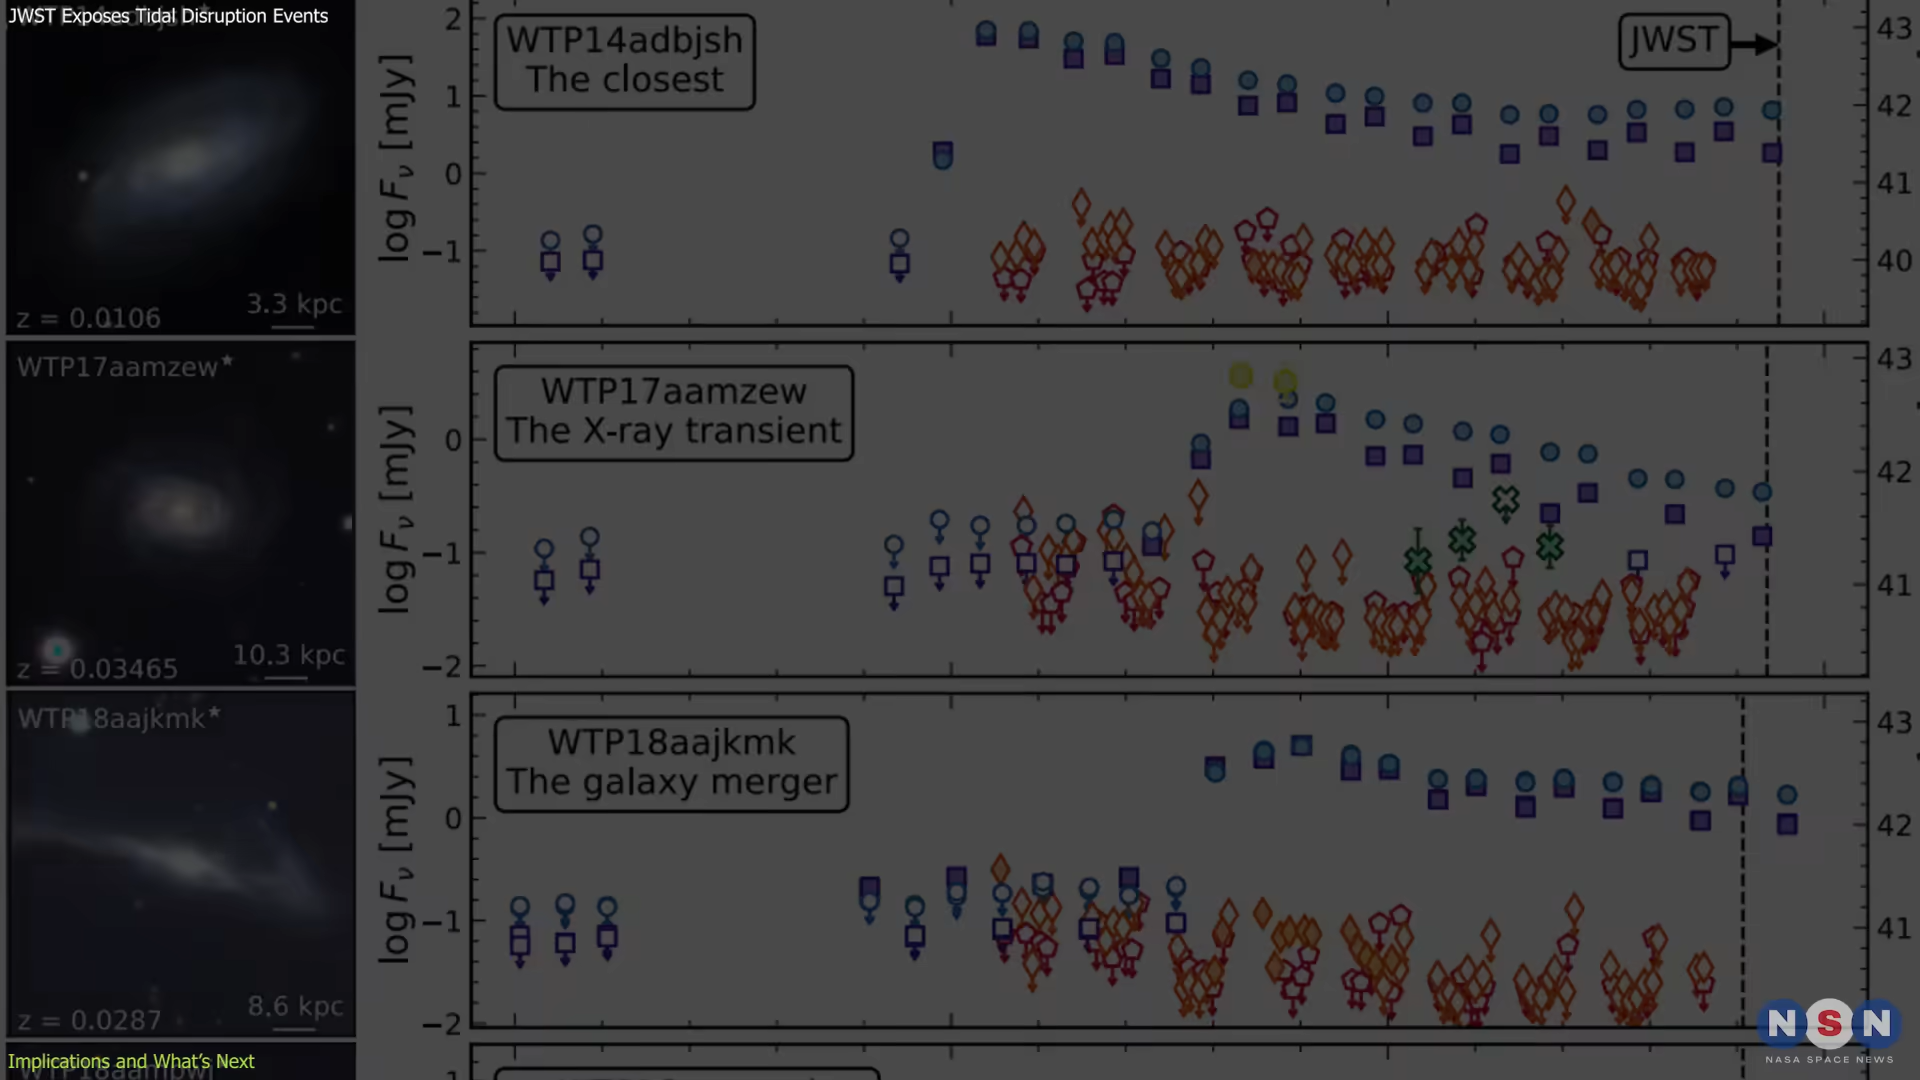 JWST Exposes Tidal Disruption Events
WTP14adbjsh*
z = 0.0106
3.3 kpc
log Fν [mJy]
2
1
0
−1
WTP14adbjsh
The closest
JWST
43
42
41
40
WTP17aamzew*
z = 0.03465
10.3 kpc
log Fν [mJy]
0
−1
−2
WTP17aamzew
The X-ray transient
43
42
41
WTP18aajkmk*
z = 0.0287
8.6 kpc
log Fν [mJy]
1
0
−1
−2
WTP18aajkmk
The galaxy merger
43
42
41
Implications and What's Next
1
NSN
NASA SPACE NEWS